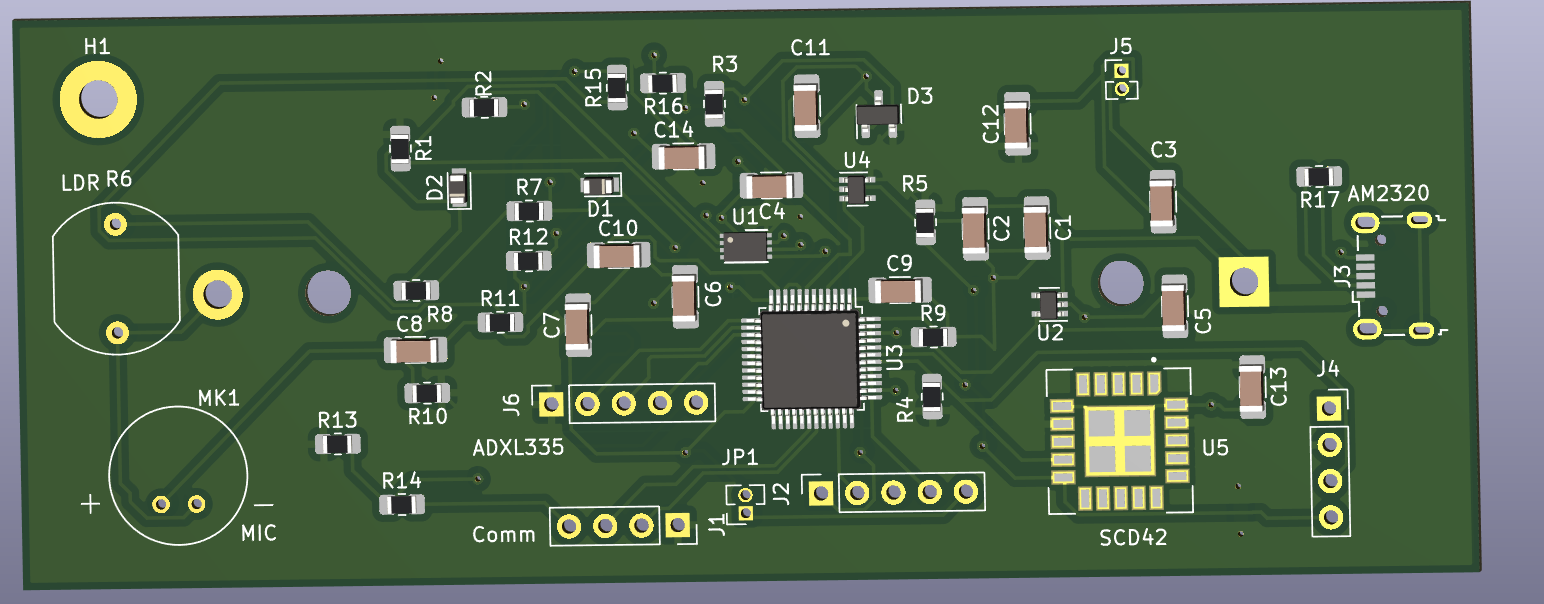 H1
R2
R15
R16
R3
C11
D3
J5
C12
R1
C14
C3
LDR R6
D2
R7
D1
C4
U4
R5
R17
AM2320
R12
C10
U1
C2
C1
C9
J3
R8
R11
C7
C6
R9
U2
C5
C8
U3
J4
MK1
R10
J6
R4
C13
R13
ADXL335
JP1
U5
R14
J2
+
−
MIC
Comm
J1
SCD42